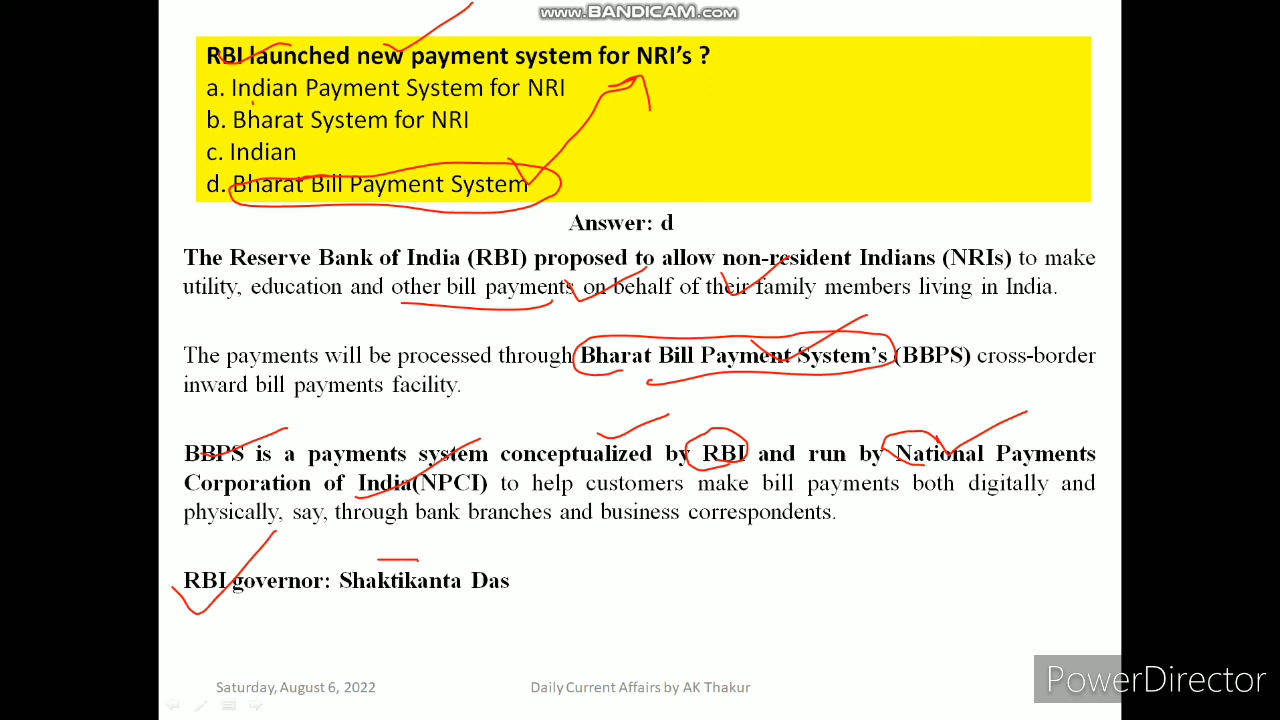 www.BANDICAM.com
RBI launched new payment system for NRI's ?
a. Indian Payment System for NRI
b. Bharat System for NRI
c. Indian
d. Bharat Bill Payment System
Answer: d
The Reserve Bank of India (RBI) proposed to allow non-resident Indians (NRIs) to make
utility, education and other bill payments on behalf of their family members living in India.
The payments will be processed through Bharat Bill Payment System's (BBPS) cross-border
inward bill payments facility.
BBPS is a payments system conceptualized by RBI and run by National Payments
Corporation of India(NPCI) to help customers make bill payments both digitally and
physically, say, through bank branches and business correspondents.
RBI governor: Shaktikanta Das
Saturday, August 6, 2022
Daily Current Affairs by AK Thakur
PowerDirector